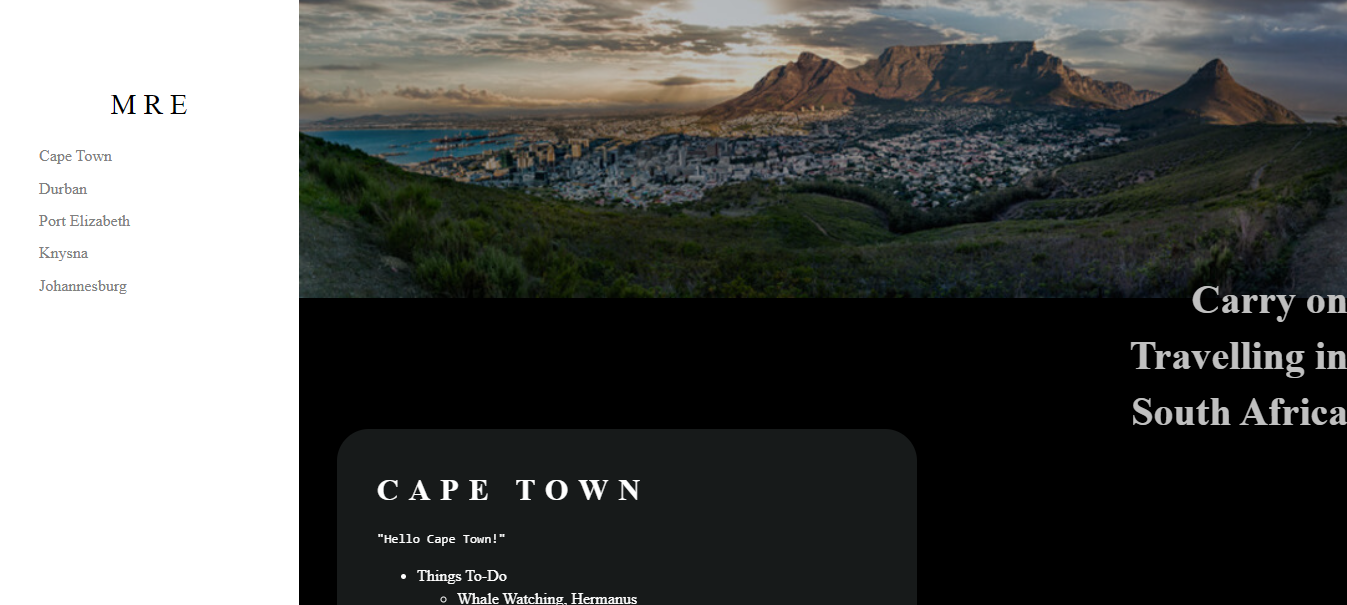 MRE
Cape Town
Durban
Port Elizabeth
Knysna
Johannesburg
Carry on
Travelling in
South Africa
CAPE TOWN
"Hello Cape Town!"
Things To-Do
Whale Watching, Hermanus